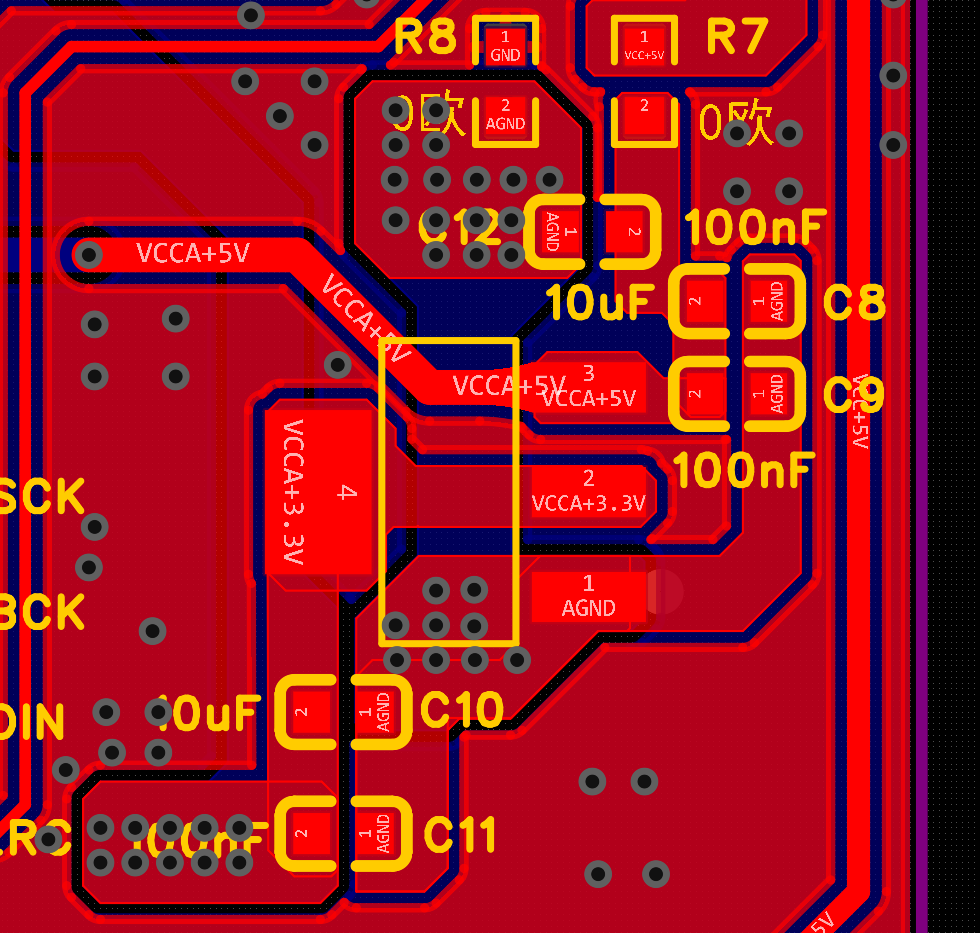 R8
1
GND
1
VCC+5V
R7
0欧
2
AGND
2
0欧
C12
AGND
1
2
100nF
VCCA+5V
VCCA+5V
10uF
2
1
AGND
C8
VCCA+5V
3
VCCA+5V
2
1
AGND
C9
VCC+5V
100nF
VCCA+3.3V
4
2
VCCA+3.3V
SCK
1
AGND
BCK
DIN
10uF
2
1
AGND
C10
LRC
100nF
2
1
AGND
C11
5V